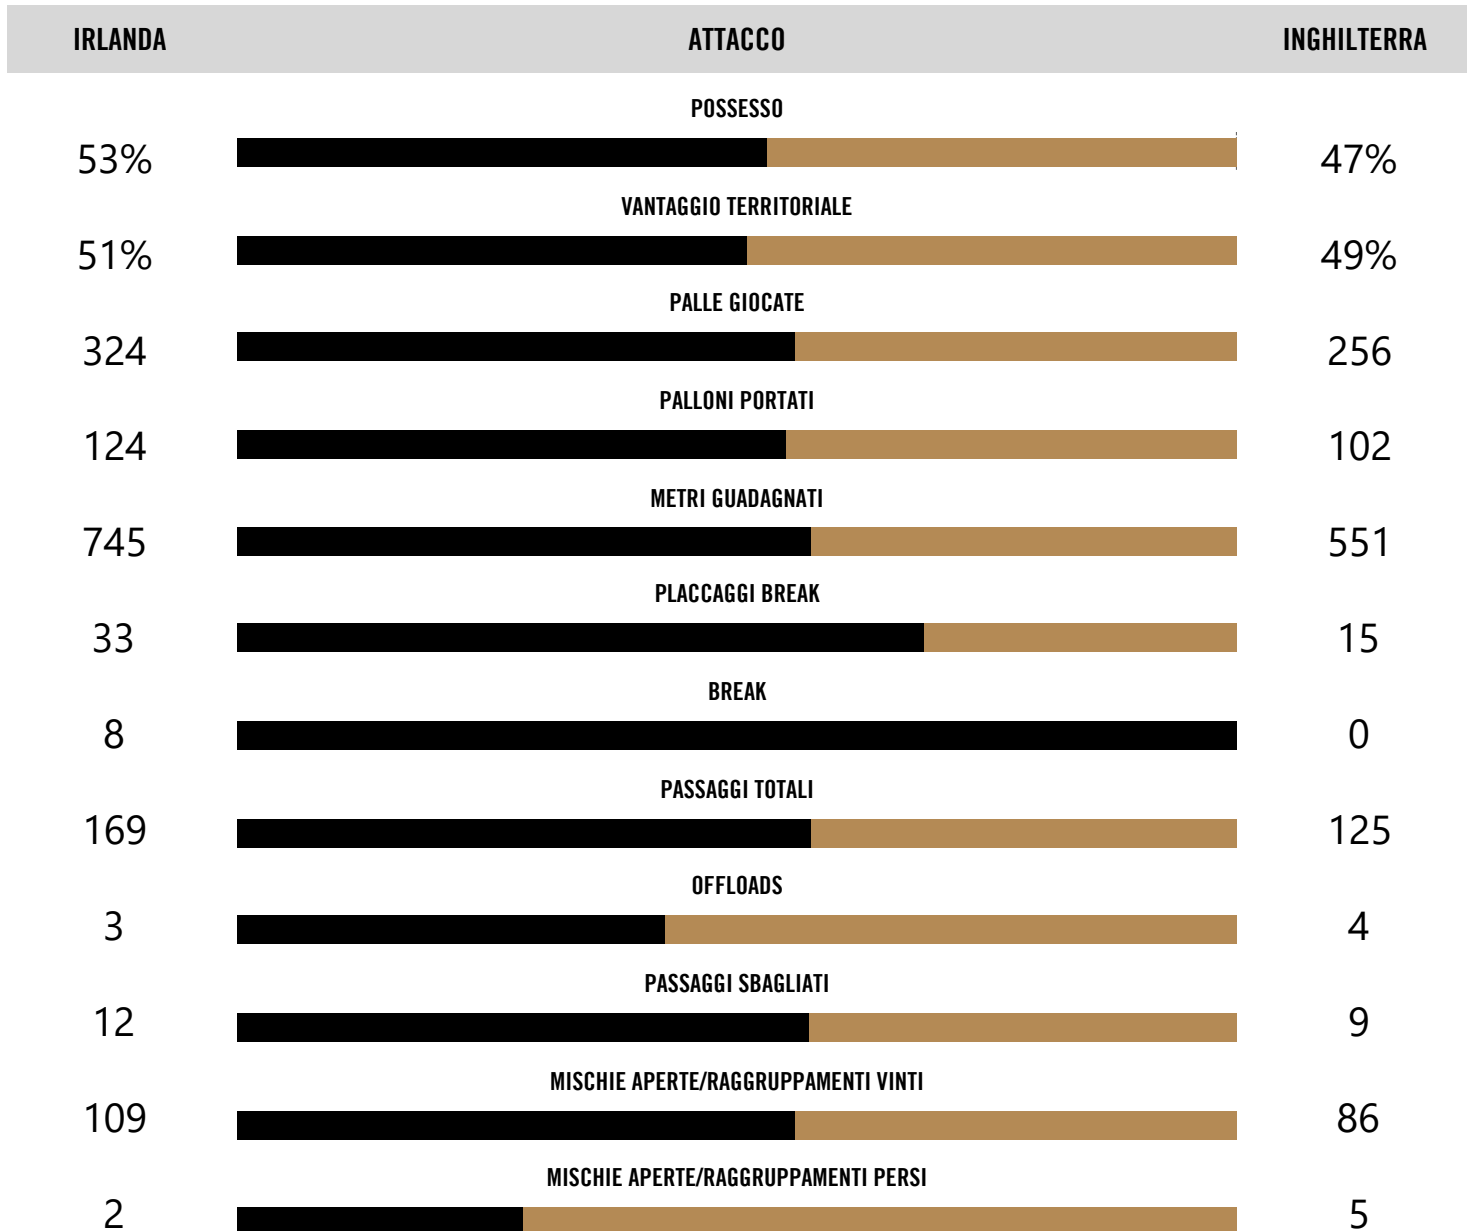 IRLANDA ATTACCO INGHILTERRA
POSSESSO
53% 47%
VANTAGGIO TERRITORIALE
51% 49%
PALLE GIOCATE
324 256
PALLONI PORTATI
124 102
METRI GUADAGNATI
745 551
PLACCAGGI BREAK
33 15
BREAK
8 0
PASSAGGI TOTALI
169 125
OFFLOADS
3 4
PASSAGGI SBAGLIATI
12 9
MISCHIE APERTE/RAGGRUPPAMENTI VINTI
109 86
MISCHIE APERTE/RAGGRUPPAMENTI PERSI
2 5